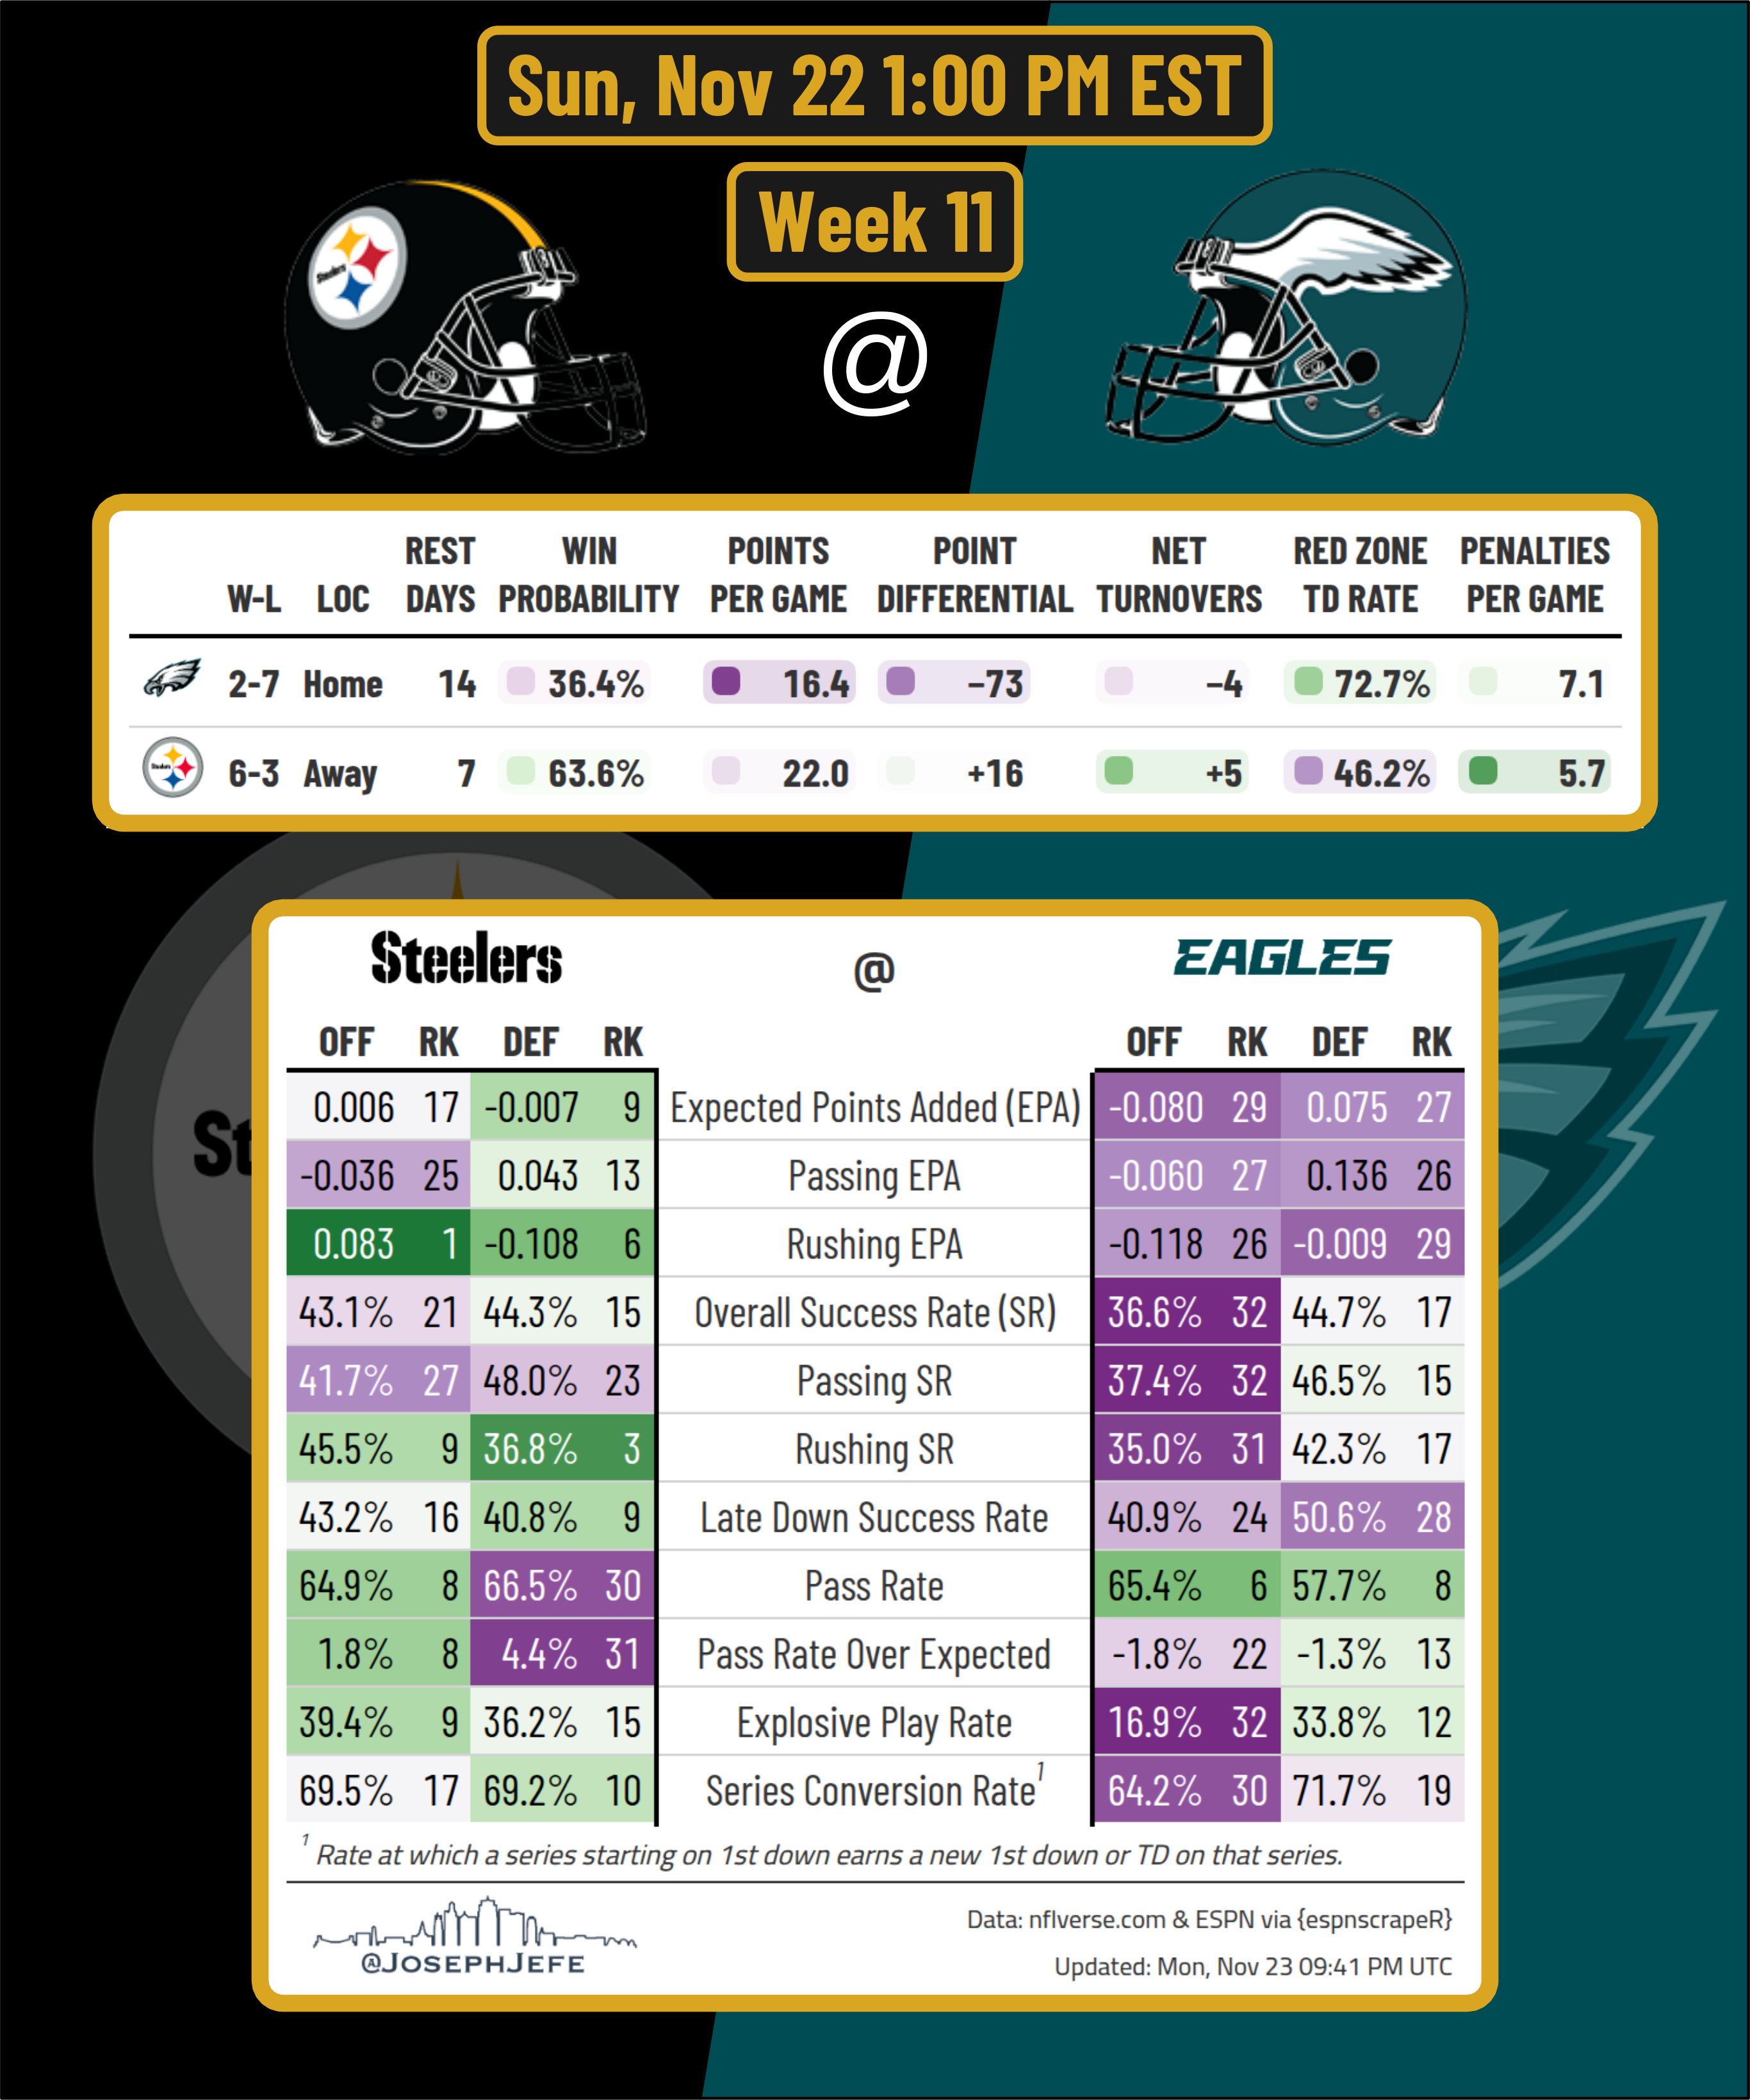 Sun, Nov 22 1:00 PM EST
Week 11
Steelers
@
W-L LOC REST DAYS WIN PROBABILITY POINTS PER GAME POINT DIFFERENTIAL NET TURNOVERS RED ZONE TD RATE PENALTIES PER GAME
2-7 Home 14 36.4% 16.4 −73 −4 72.7% 7.1
Steelers 6-3 Away 7 63.6% 22.0 +16 +5 46.2% 5.7
Steelers @ EAGLES
OFF RK DEF RK OFF RK DEF RK
0.006 17 -0.007 9 Expected Points Added (EPA) -0.080 29 0.075 27
St
-0.036 25 0.043 13 Passing EPA -0.060 27 0.136 26
0.083 1 -0.108 6 Rushing EPA -0.118 26 -0.009 29
43.1% 21 44.3% 15 Overall Success Rate (SR) 36.6% 32 44.7% 17
41.7% 27 48.0% 23 Passing SR 37.4% 32 46.5% 15
45.5% 9 36.8% 3 Rushing SR 35.0% 31 42.3% 17
43.2% 16 40.8% 9 Late Down Success Rate 40.9% 24 50.6% 28
64.9% 8 66.5% 30 Pass Rate 65.4% 6 57.7% 8
1.8% 8 4.4% 31 Pass Rate Over Expected -1.8% 22 -1.3% 13
39.4% 9 36.2% 15 Explosive Play Rate 16.9% 32 33.8% 12
69.5% 17 69.2% 10 Series Conversion Rate1 64.2% 30 71.7% 19
1 Rate at which a series starting on 1st down earns a new 1st down or TD on that series.
@JOSEPHJEFE
Data: nflverse.com & ESPN via {espnscrapeR}
Updated: Mon, Nov 23 09:41 PM UTC